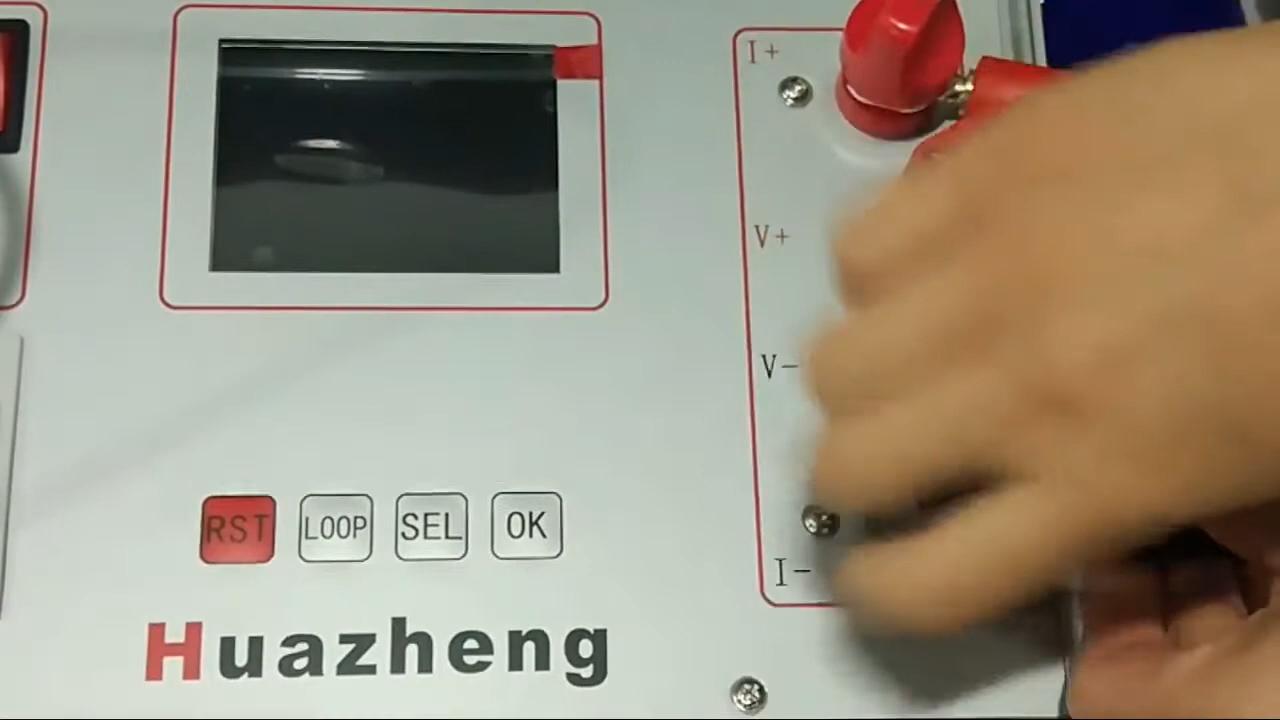 I+
V+
V-
I-
RST LOOP SEL OK
Huazheng